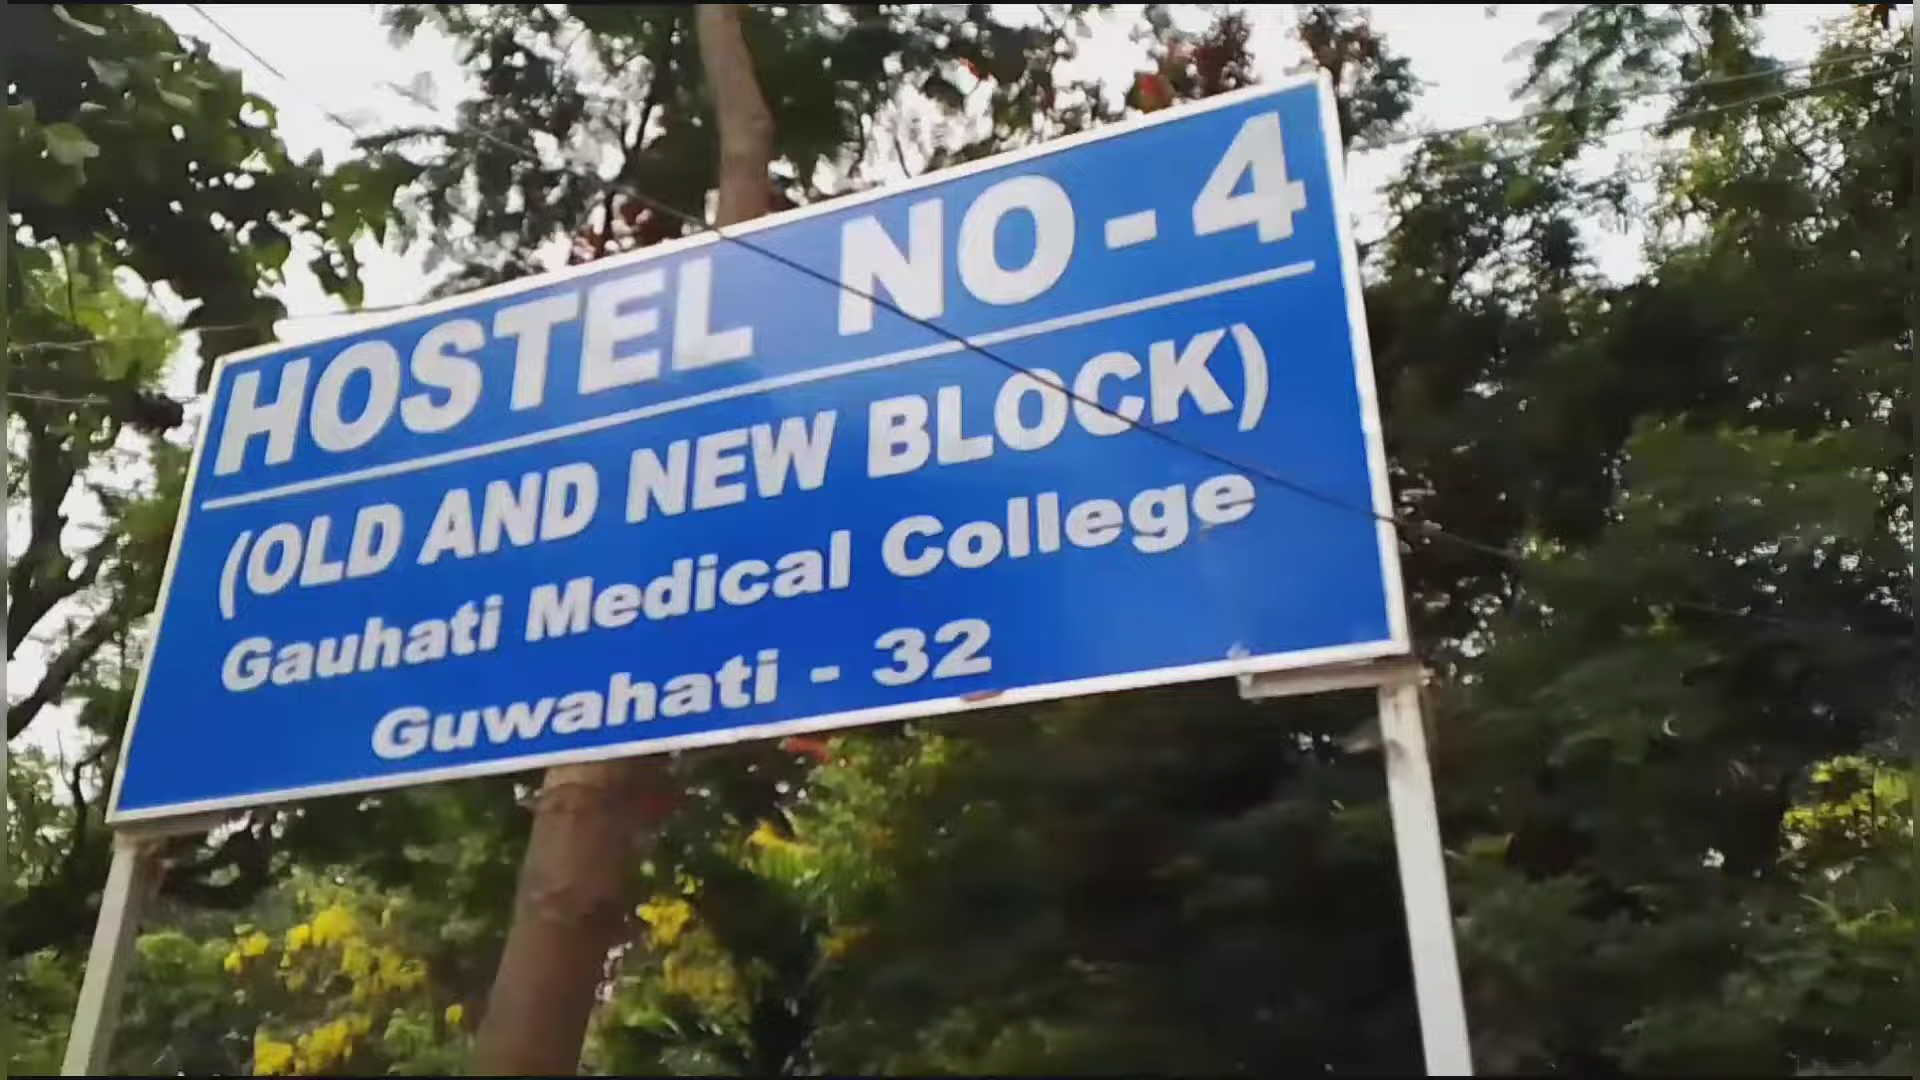 HOSTEL NO - 4
(OLD AND NEW BLOCK)
Gauhati Medical College
Guwahati - 32